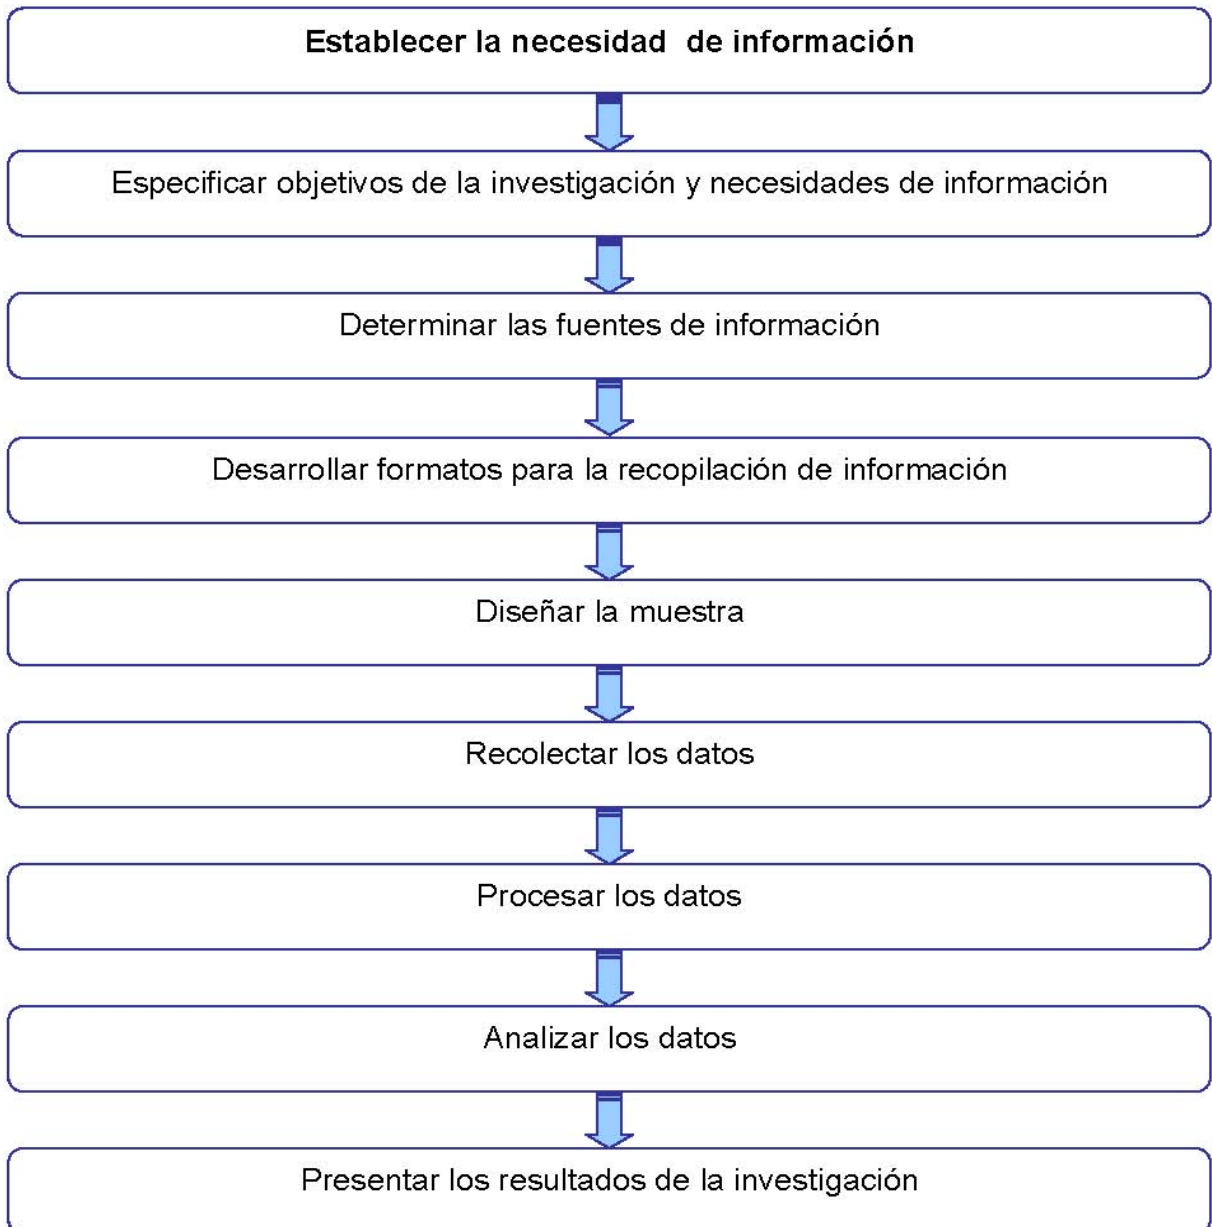 Establecer la necesidad de información
Especificar objetivos de la investigación y necesidades de información
Determinar las fuentes de información
Desarrollar formatos para la recopilación de información
Diseñar la muestra
Recolectar los datos
Procesar los datos
Analizar los datos
Presentar los resultados de la investigación